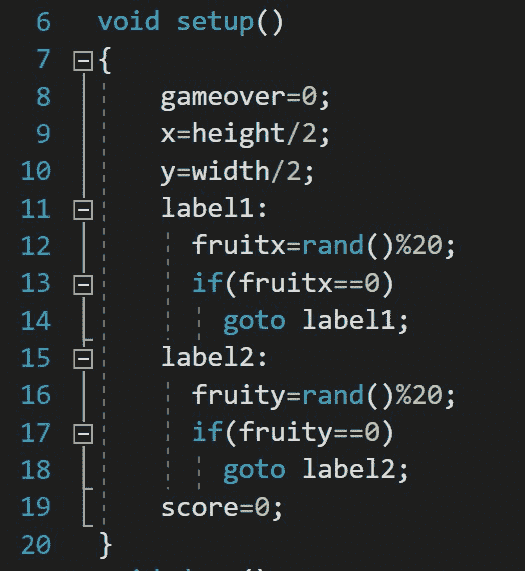 6 void setup()
7 {
8 gameover=0;
9 x=height/2;
10 y=width/2;
11 label1:
12 fruitx=rand()%20;
13 if(fruitx==0)
14 goto label1;
15 label2:
16 fruity=rand()%20;
17 if(fruity==0)
18 goto label2;
19 score=0;
20 }